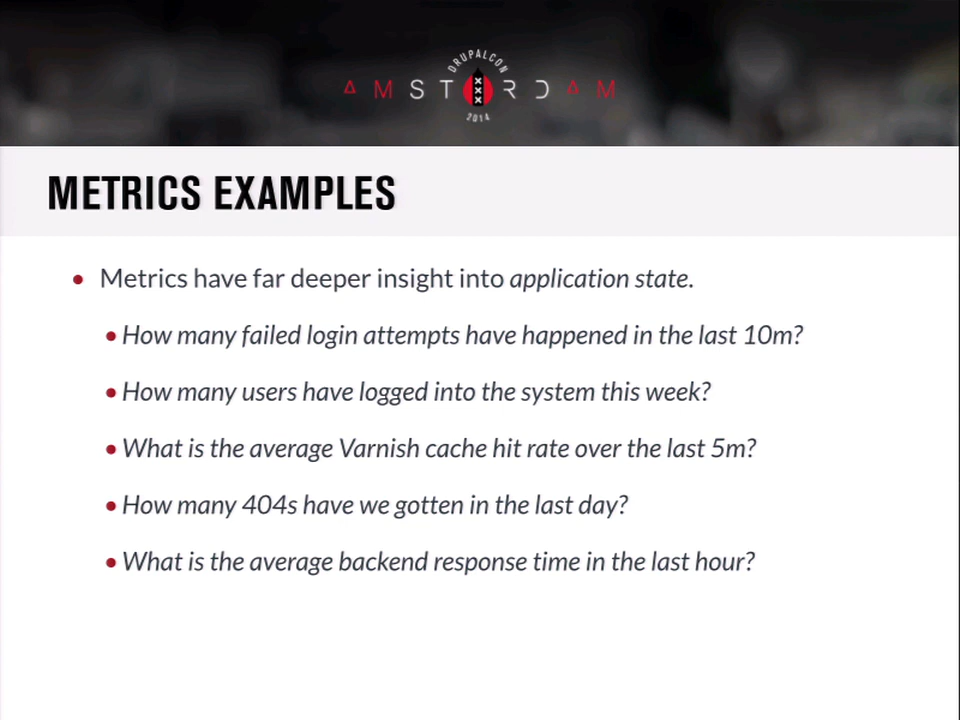 DRUPALCON
AMSTERDAM
2014
METRICS EXAMPLES
• Metrics have far deeper insight into application state.
• How many failed login attempts have happened in the last 10m?
• How many users have logged into the system this week?
• What is the average Varnish cache hit rate over the last 5m?
• How many 404s have we gotten in the last day?
• What is the average backend response time in the last hour?